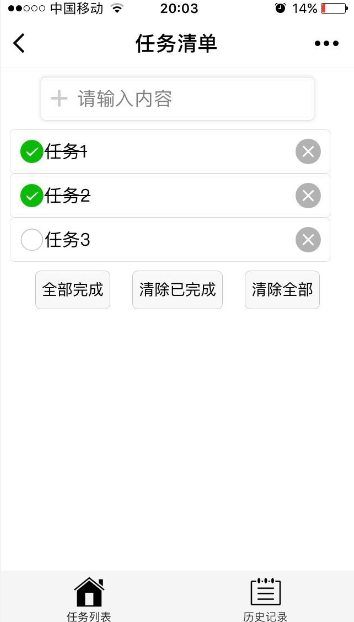 中国移动 20:03 14%
任务清单
请输入内容
任务1
任务2
任务3
全部完成 清除已完成 清除全部
任务列表 历史记录